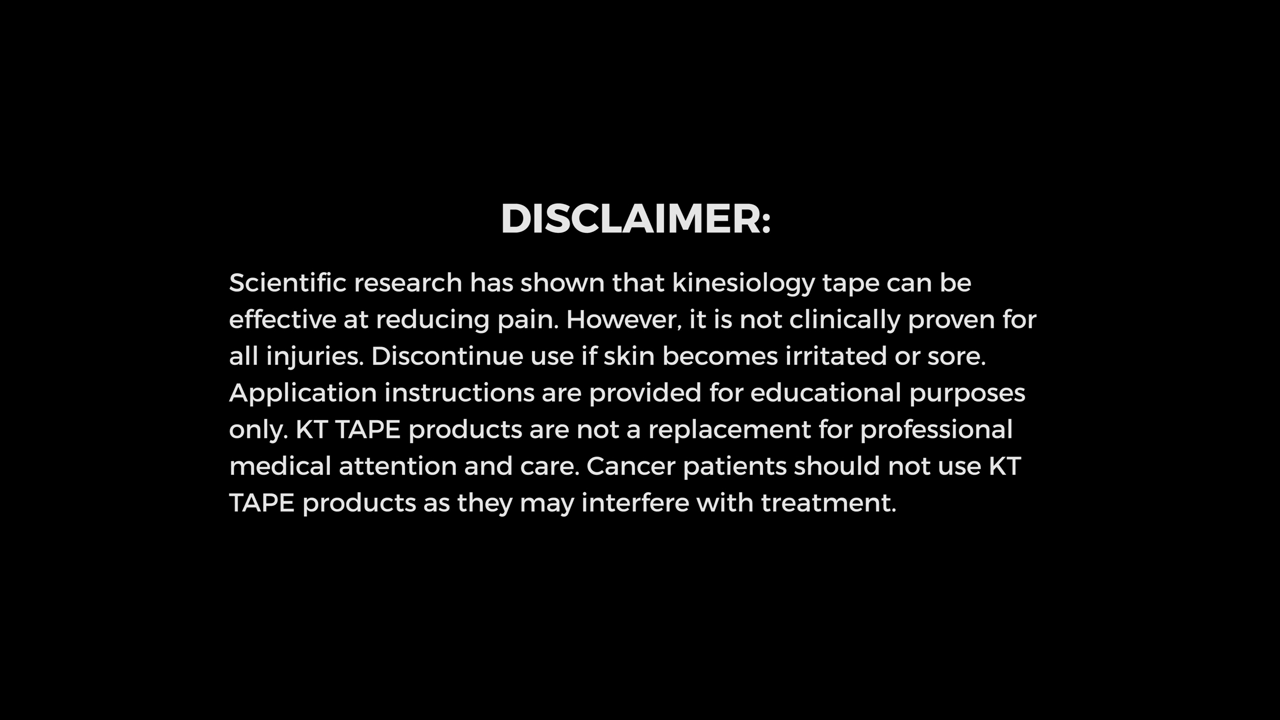 DISCLAIMER:
Scientific research has shown that kinesiology tape can be
effective at reducing pain. However, it is not clinically proven for
all injuries. Discontinue use if skin becomes irritated or sore.
Application instructions are provided for educational purposes
only. KT TAPE products are not a replacement for professional
medical attention and care. Cancer patients should not use KT
TAPE products as they may interfere with treatment.